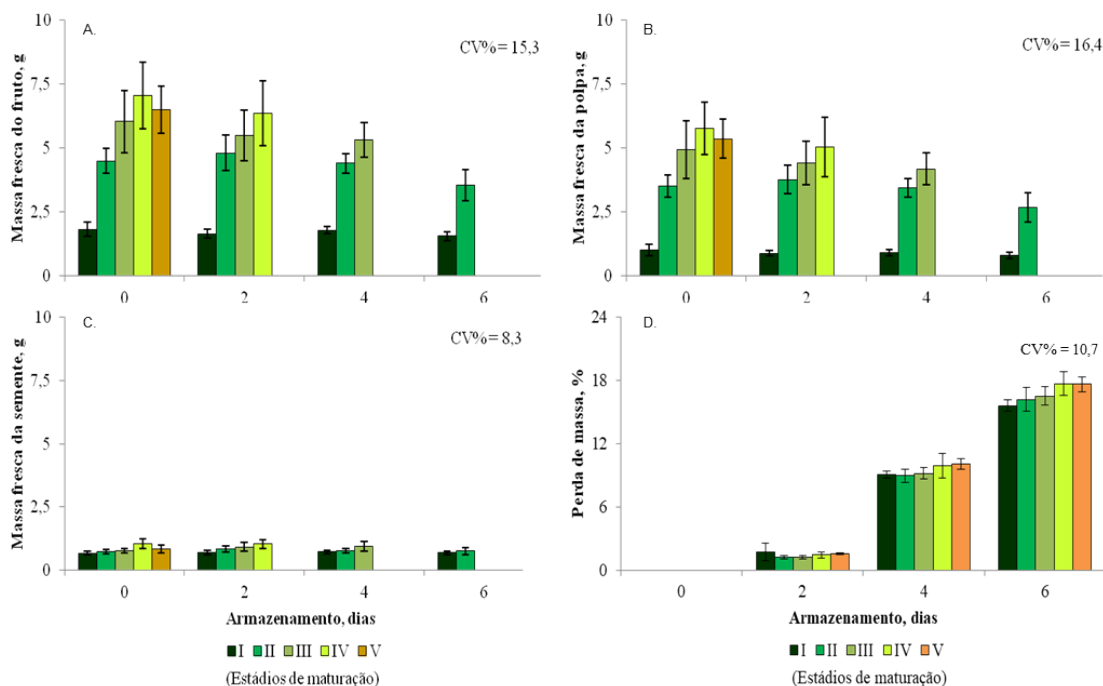 A.
CV%= 15,3
Massa fresca do fruto, g
10
7,5
5
2,5
0
0 2 4 6
B.
CV%= 16,4
Massa fresca da polpa, g
10
7,5
5
2,5
0
0 2 4 6
C.
CV%= 8,3
Massa fresca da semente, g
10
7,5
5
2,5
0
0 2 4 6
Armazenamento, dias
I II III IV V
(Estádios de maturação)
D.
CV%= 10,7
Perda de massa, %
24
18
12
6
0
0 2 4 6
Armazenamento, dias
I II III IV V
(Estádios de maturação)